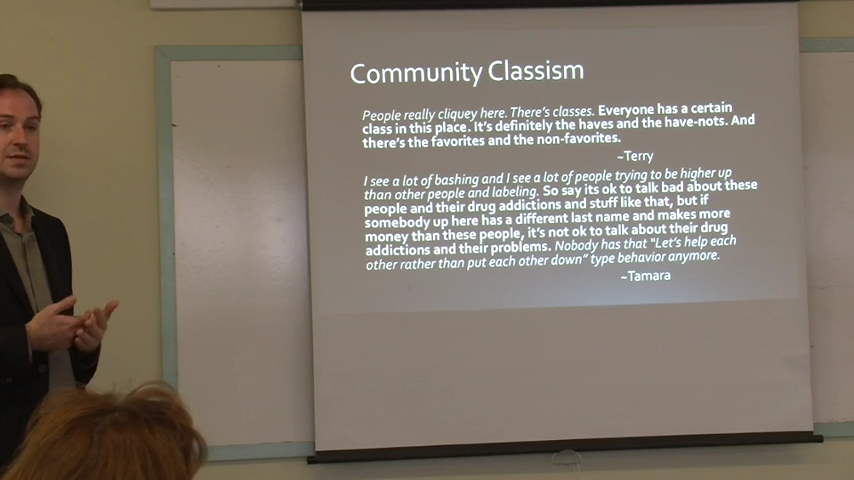 Community Classism
People really cliquey here. There's classes. Everyone has a certain
class in this place. It's definitely the haves and the have-nots. And
there's the favorites and the non-favorites.
~Terry
I see a lot of bashing and I see a lot of people trying to be higher up
than other people and labeling. So say its ok to talk bad about these
people and their drug addictions and stuff like that, but if
somebody up here has a different last name and makes more
money than these people, it's not ok to talk about their drug
addictions and their problems. Nobody has that “Let's help each
other rather than put each other down” type behavior anymore.
~Tamara